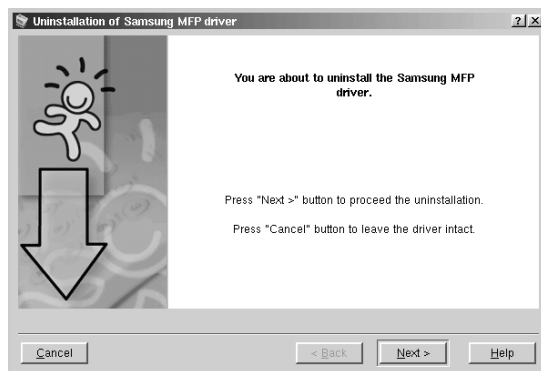 Uninstallation of Samsung MFP driver
You are about to uninstall the Samsung MFP
driver.
Press "Next >" button to proceed the uninstallation.
Press "Cancel" button to leave the driver intact.
Cancel
< Back
Next >
Help